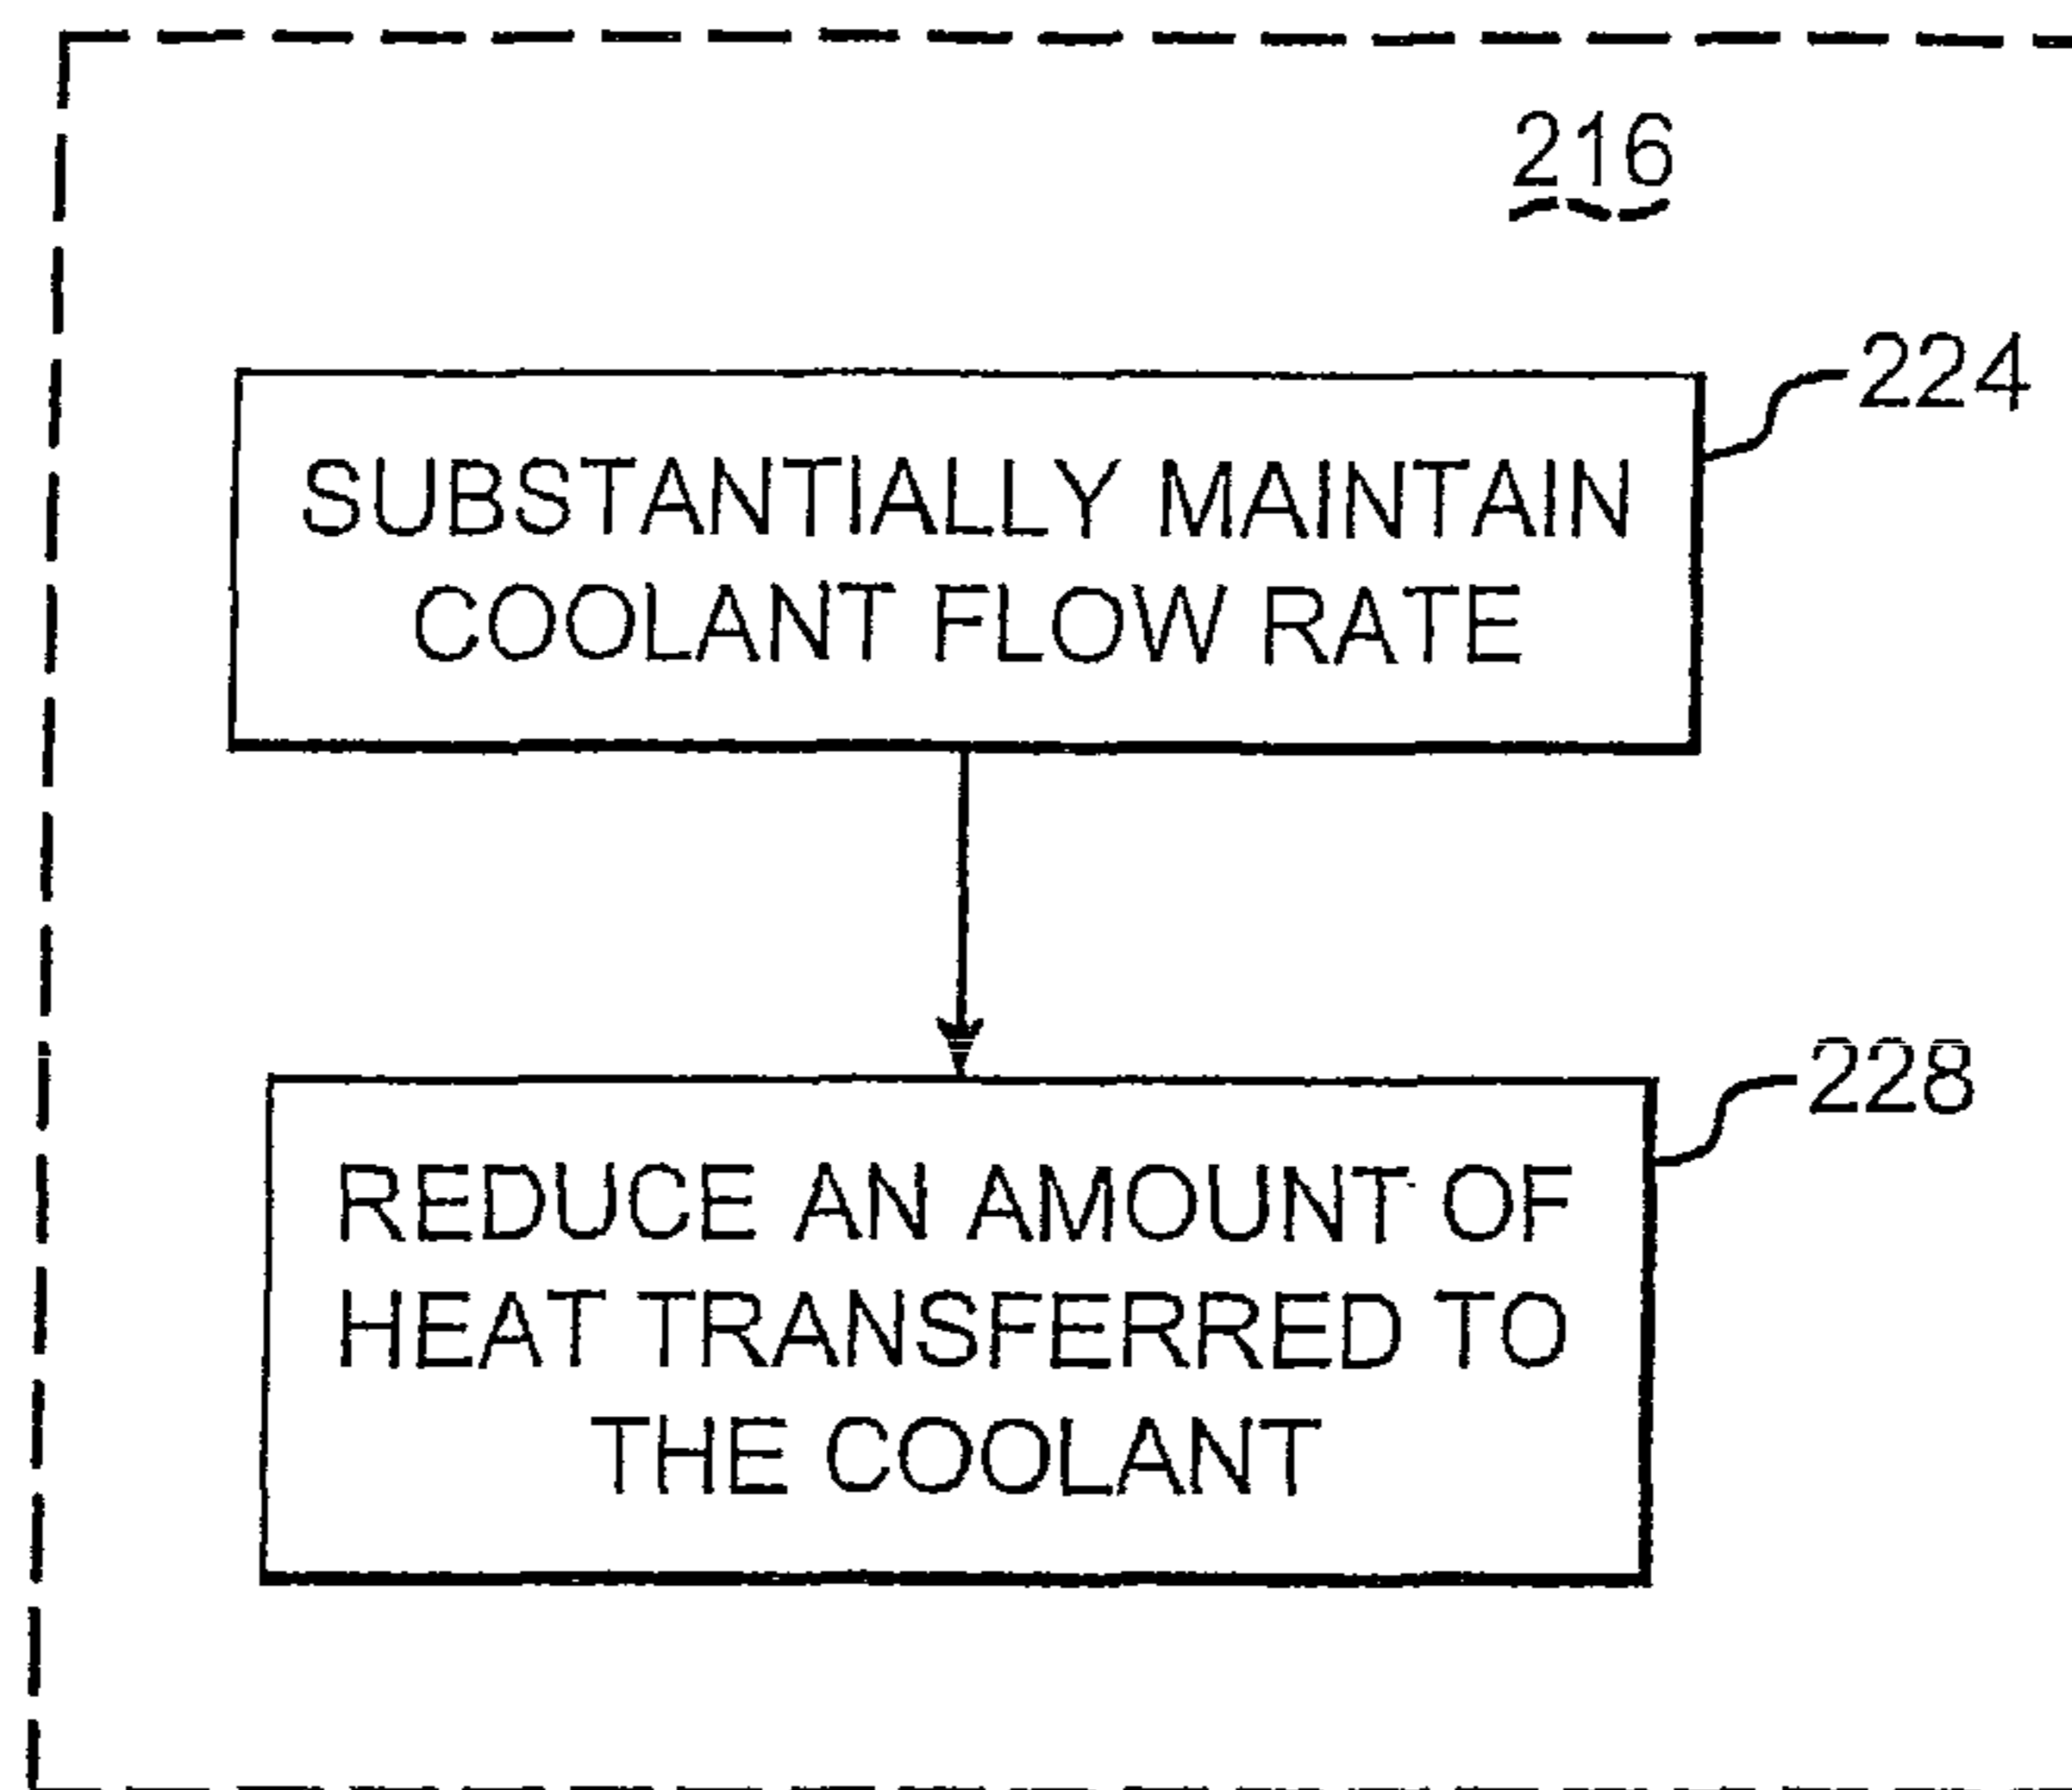 216
224
SUBSTANTIALLY MAINTAIN
COOLANT FLOW RATE
228
REDUCE AN AMOUNT OF
HEAT TRANSFERRED TO
THE COOLANT